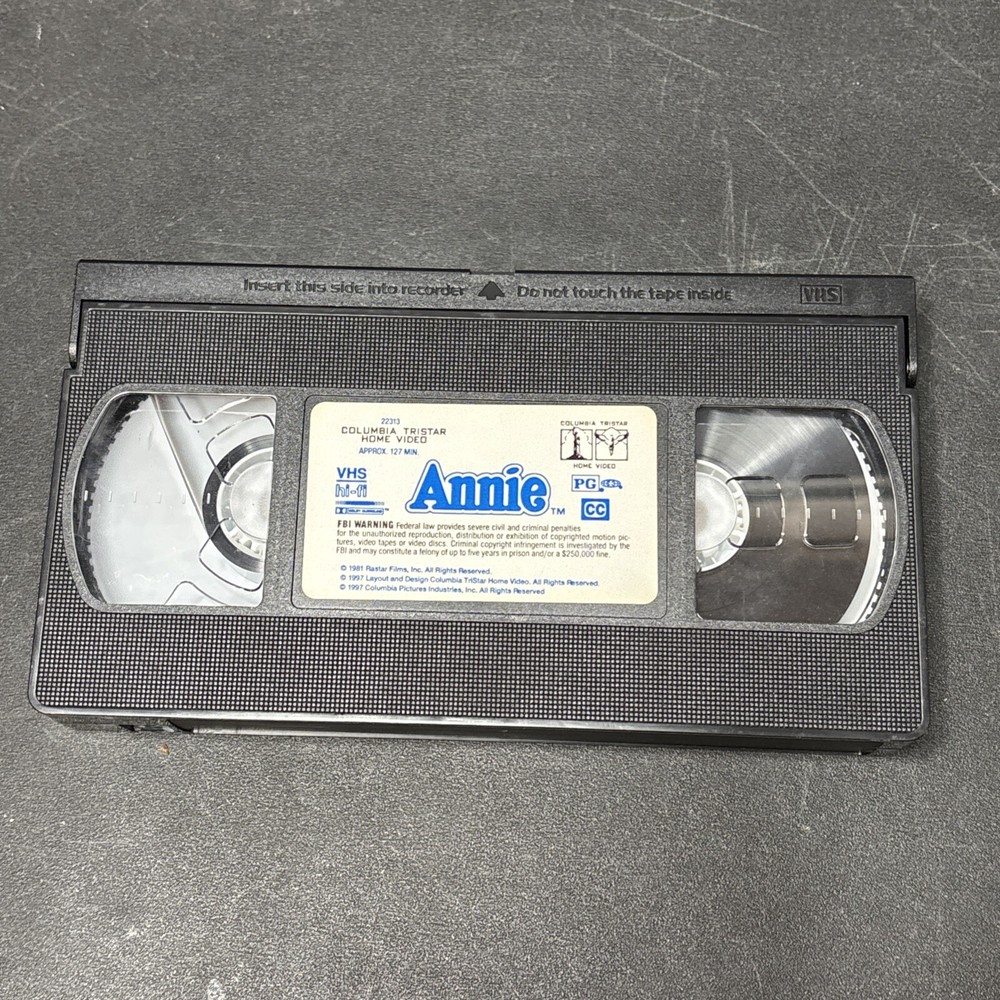 Insert this side into recorder Do not touch the tape inside VHS
22313
COLUMBIA TRISTAR
HOME VIDEO
APPROX. 127 MIN.
COLUMBIA TRISTAR
HOME VIDEO
VHS
hi-fi
Annie TM
PG
CC
FBI WARNING Federal law provides severe civil and criminal penalties
for the unauthorized reproduction, distribution or exhibition of copyrighted motion pic-
tures, video tapes or video discs. Criminal copyright infringement is investigated by the
FBI and may constitute a felony of up to five years in prison and/or a $250,000 fine.
© 1981 Rastar Films, Inc. All Rights Reserved.
© 1997 Layout and Design Columbia TriStar Home Video. All Rights Reserved.
© 1997 Columbia Pictures Industries, Inc. All Rights Reserved